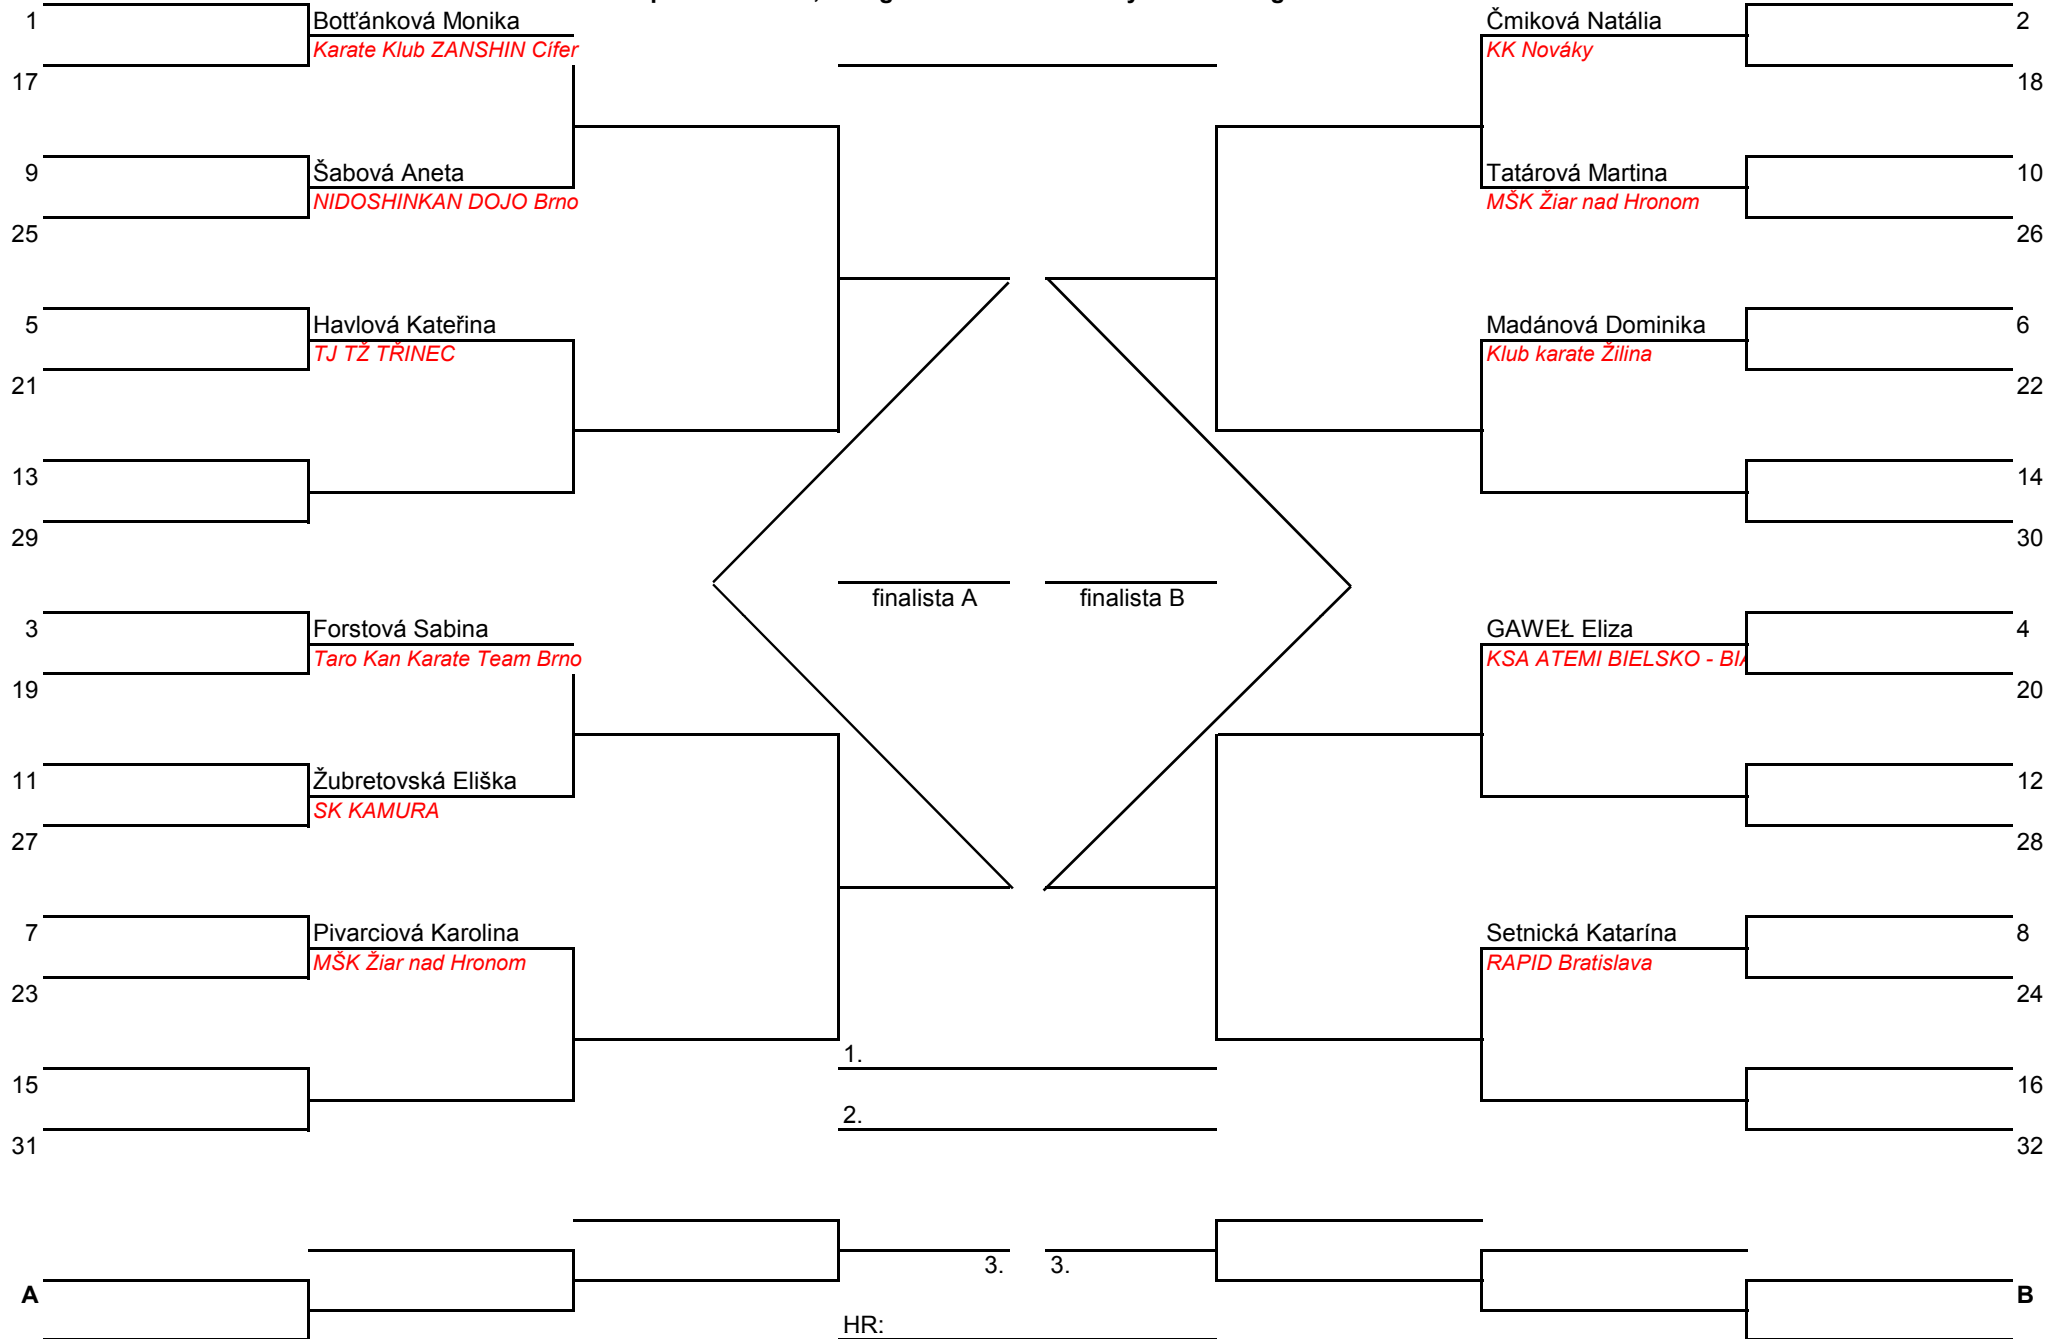 1 Botťánková Monika Čmiková Natália 2
Karate Klub ZANSHIN Cífer KK Nováky
17 18
9 Šabová Aneta Tatárová Martina 10
NIDOSHINKAN DOJO Brno MŠK Žiar nad Hronom
25 26
5 Havlová Kateřina Madánová Dominika 6
TJ TŽ TŘINEC Klub karate Žilina
21 22
13 14
29 30
finalista A finalista B
3 Forstová Sabina GAWEŁ Eliza 4
Taro Kan Karate Team Brno KSA ATEMI BIELSKO -
19 20
11 Žubretovská Eliška 12
SK KAMURA
27 28
7 Pivarciová Karolina Setnická Katarína 8
MŠK Žiar nad Hronom RAPID Bratislava
23 24
1.
15 16
2.
31 32
3. 3.
A B
HR: